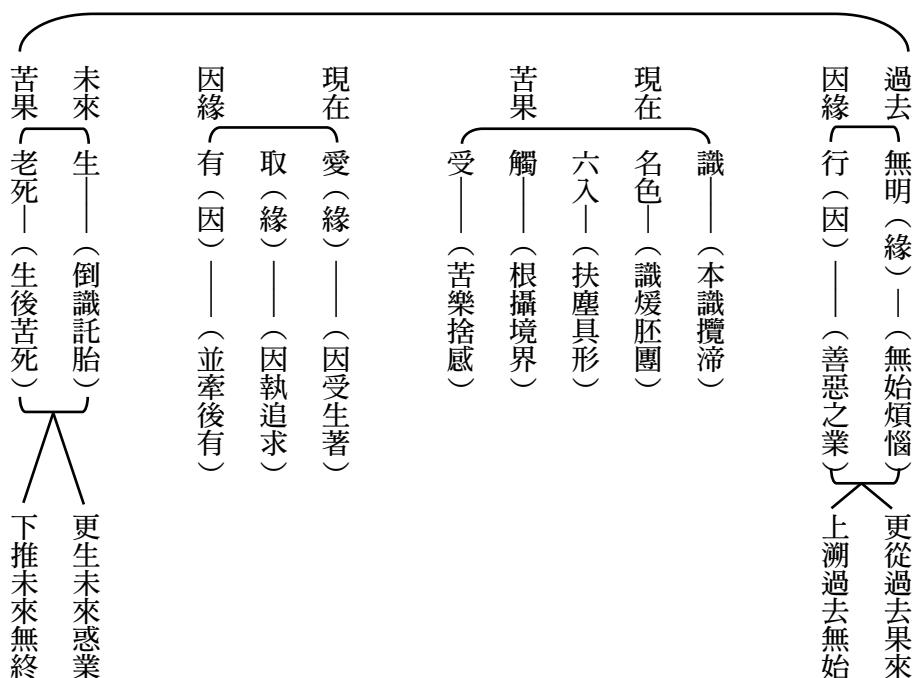 過去因緣
無明（緣）—（無始煩惱）
行（因）——（善惡之業）
更從過去果來
上溯過去無始
現在苦果
識——（本識攬渧）
名色—（識煖胚團）
六入—（扶塵具形）
觸——（根攝境界）
受——（苦樂捨感）
現在因緣
愛（緣）——（因受生著）
取（緣）——（因執追求）
有（因）——（並牽後有）
未來苦果
生——（倒識託胎）
老死—（生後苦死）
更生未來惑業
下推未來無終